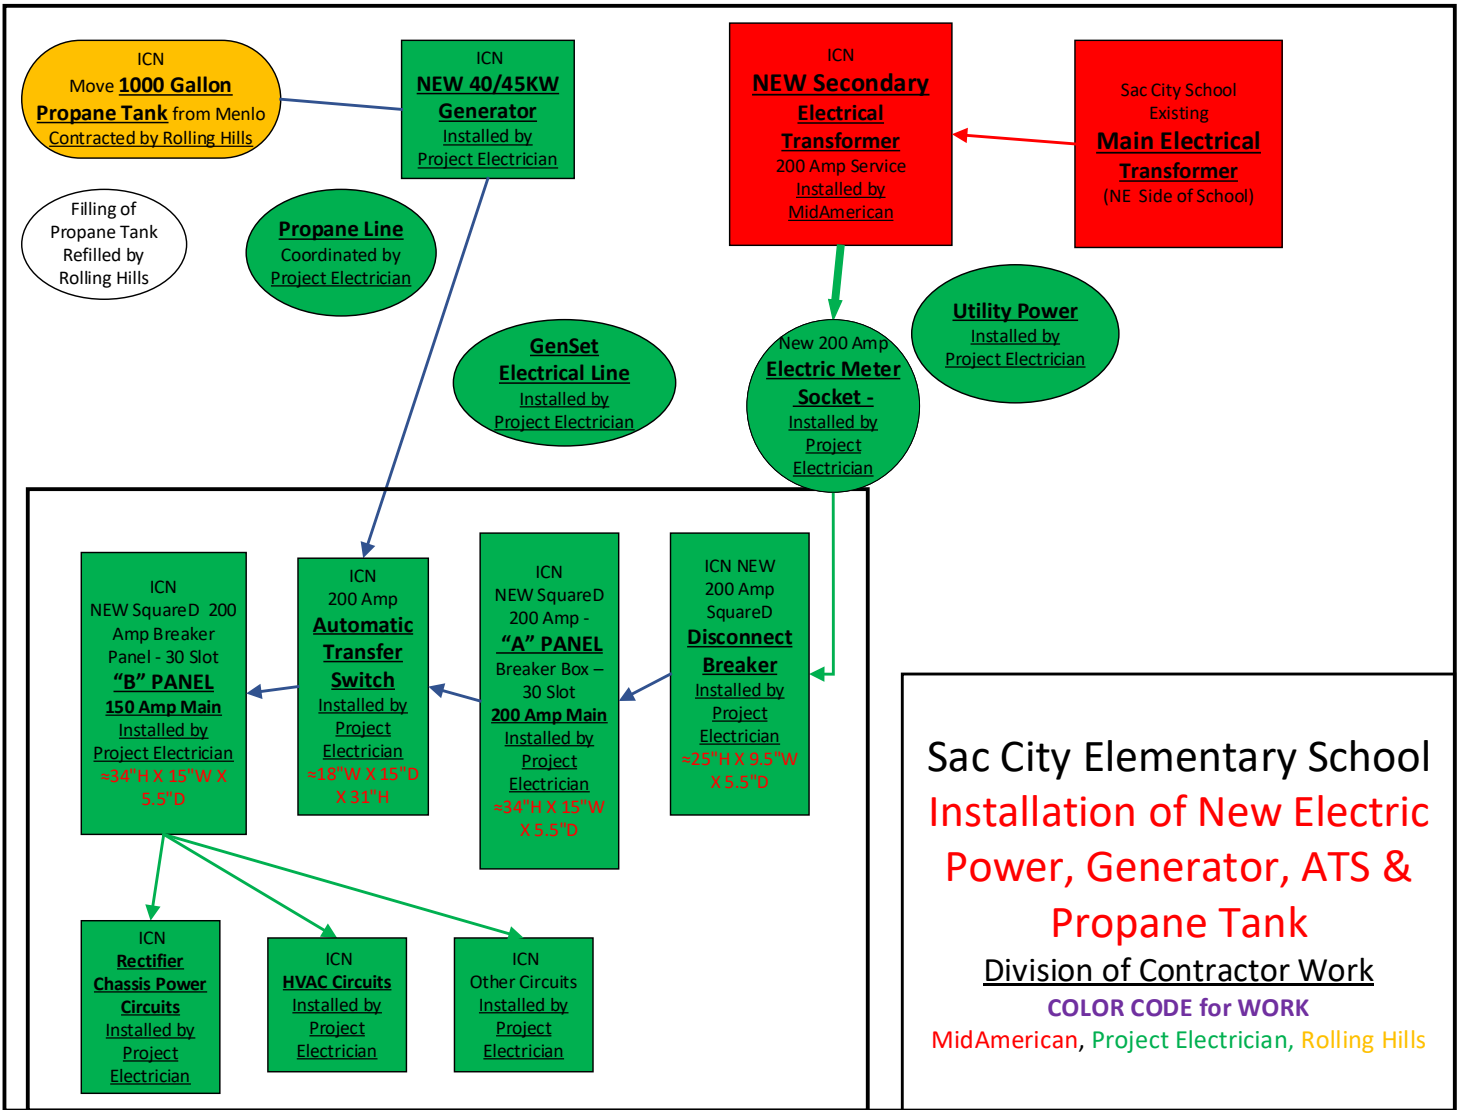 ICN
Move 1000 Gallon
Propane Tank from Menlo
Contracted by Rolling Hills
ICN
NEW 40/45KW
Generator
Installed by
Project Electrician
ICN
NEW Secondary
Electrical
Transformer
200 Amp Service
Installed by
MidAmerican
Sac City School
Existing
Main Electrical
Transformer
(NE Side of School)
Filling of
Propane Tank
Refilled by
Rolling Hills
Propane Line
Coordinated by
Project Electrician
GenSet
Electrical Line
Installed by
Project Electrician
New 200 Amp
Electric Meter
Socket -
Installed by
Project
Electrician
Utility Power
Installed by
Project Electrician
ICN
NEW SquareD 200
Amp Breaker
Panel - 30 Slot
“B” PANEL
150 Amp Main
Installed by
Project Electrician
≈34"H X 15"W X
5.5"D
ICN
200 Amp
Automatic
Transfer
Switch
Installed by
Project
Electrician
≈18"W X 15"D
X 31"H
ICN
NEW SquareD
200 Amp -
“A” PANEL
Breaker Box –
30 Slot
200 Amp Main
Installed by
Project
Electrician
≈34"H X 15"W
X 5.5"D
ICN NEW
200 Amp
SquareD
Disconnect
Breaker
Installed by
Project
Electrician
≈25"H X 9.5"W
X 5.5"D
ICN
Rectifier
Chassis Power
Circuits
Installed by
Project
Electrician
ICN
HVAC Circuits
Installed by
Project
Electrician
ICN
Other Circuits
Installed by
Project
Electrician
Sac City Elementary School
Installation of New Electric
Power, Generator, ATS &
Propane Tank
Division of Contractor Work
COLOR CODE for WORK
MidAmerican, Project Electrician, Rolling Hills